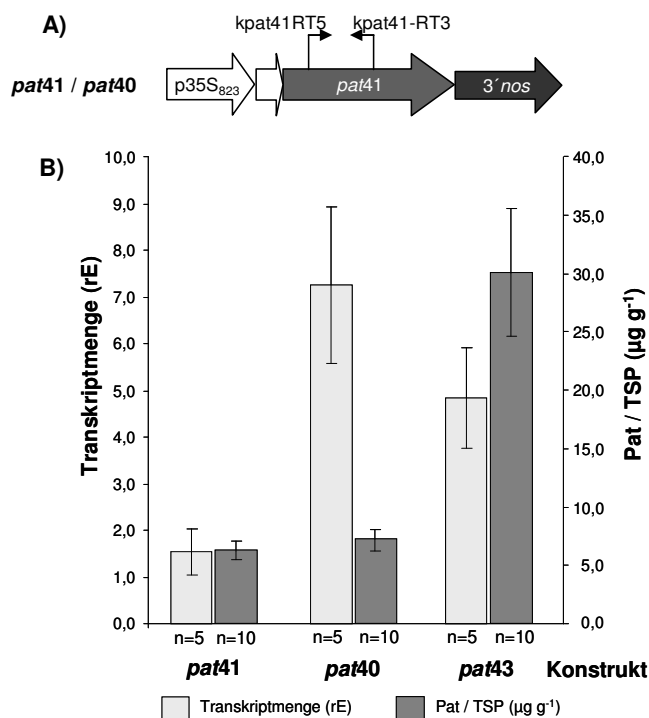 A)
kpat41RT5
kpat41-RT3
pat41 / pat40
p35S823
pat41
3´nos
B)
Transkriptmenge (rE)
10,0
9,0
8,0
7,0
6,0
5,0
4,0
3,0
2,0
1,0
0,0
40,0
35,0
30,0
25,0
20,0
15,0
10,0
5,0
0,0
Pat / TSP (µg g-1)
n=5 n=10 n=5 n=10 n=5 n=10
pat41 pat40 pat43 Konstrukt
Transkriptmenge (rE) Pat / TSP (µg g-1)